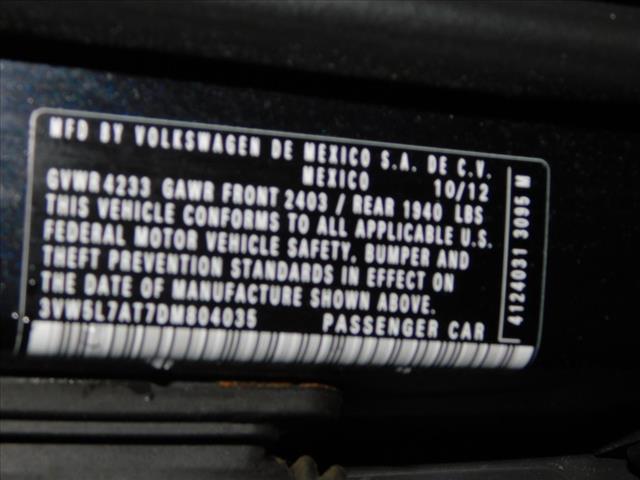 MFD BY VOLKSWAGEN DE MEXICO S.A. DE C.V.
MEXICO 10/12
GVWR 4233 GAWR FRONT 2403 / REAR 1940 LBS
THIS VEHICLE CONFORMS TO ALL APPLICABLE U.S.
FEDERAL MOTOR VEHICLE SAFETY, BUMPER AND
THEFT PREVENTION STANDARDS IN EFFECT ON
THE DATE OF MANUFACTURE SHOWN ABOVE.
3VW5L7AT7DM804035 PASSENGER CAR
4124031 3095 M